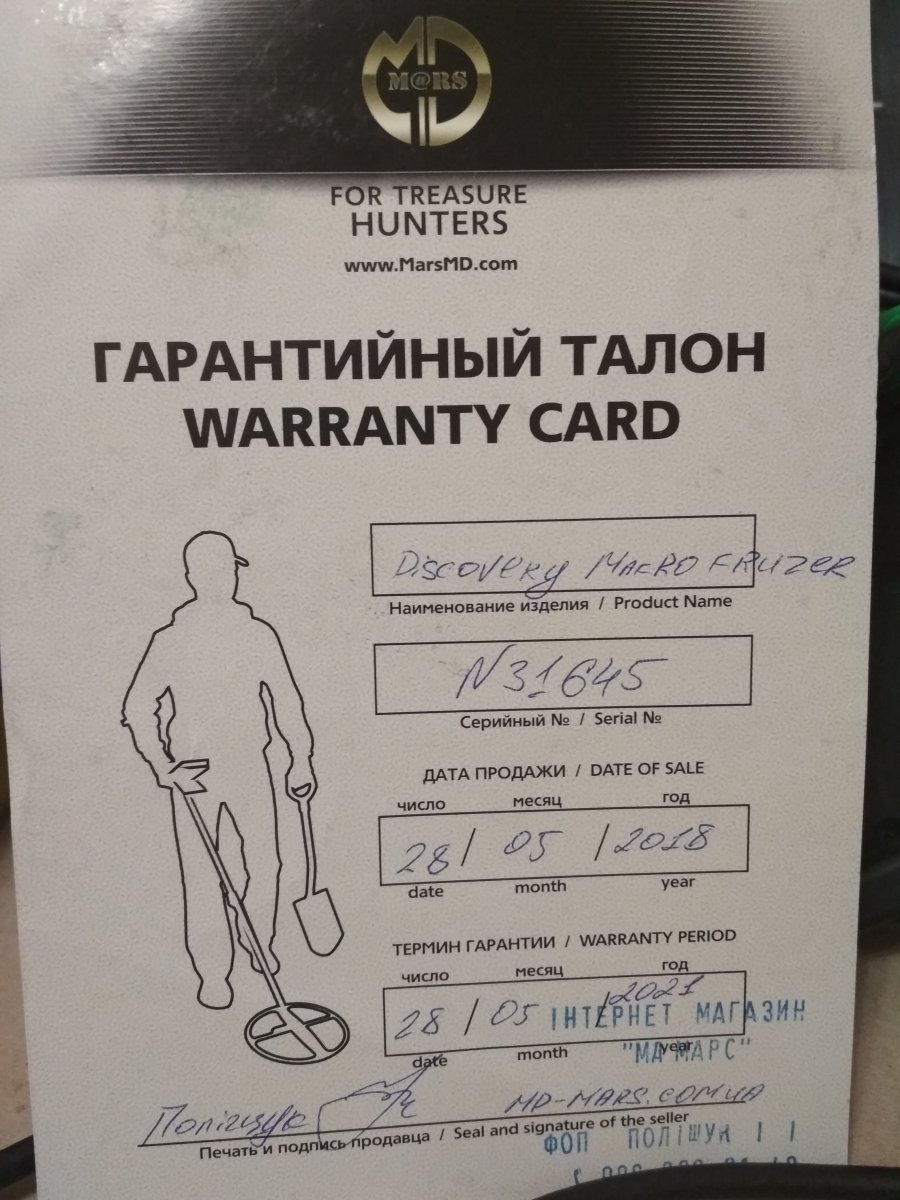 MD
M@RS
FOR TREASURE
HUNTERS
www.MarsMD.com
ГАРАНТИЙНЫЙ ТАЛОН
WARRANTY CARD
Discovery MACRO FRUZER
Наименование изделия / Product Name
N31645
Серийный № / Serial №
ДАТА ПРОДАЖИ / DATE OF SALE
число месяц год
28 / 05 / 2018
date month year
ТЕРМИН ГАРАНТИИ / WARRANTY PERIOD
число месяц год
28 / 05 / 2021
ІНТЕРНЕТ МАГАЗИН
date month year
"МД МАРС"
MD-MARS.COM.UA
Печать и подпись продавца / Seal and signature of the seller
ФОП ПОЛІШУК І І